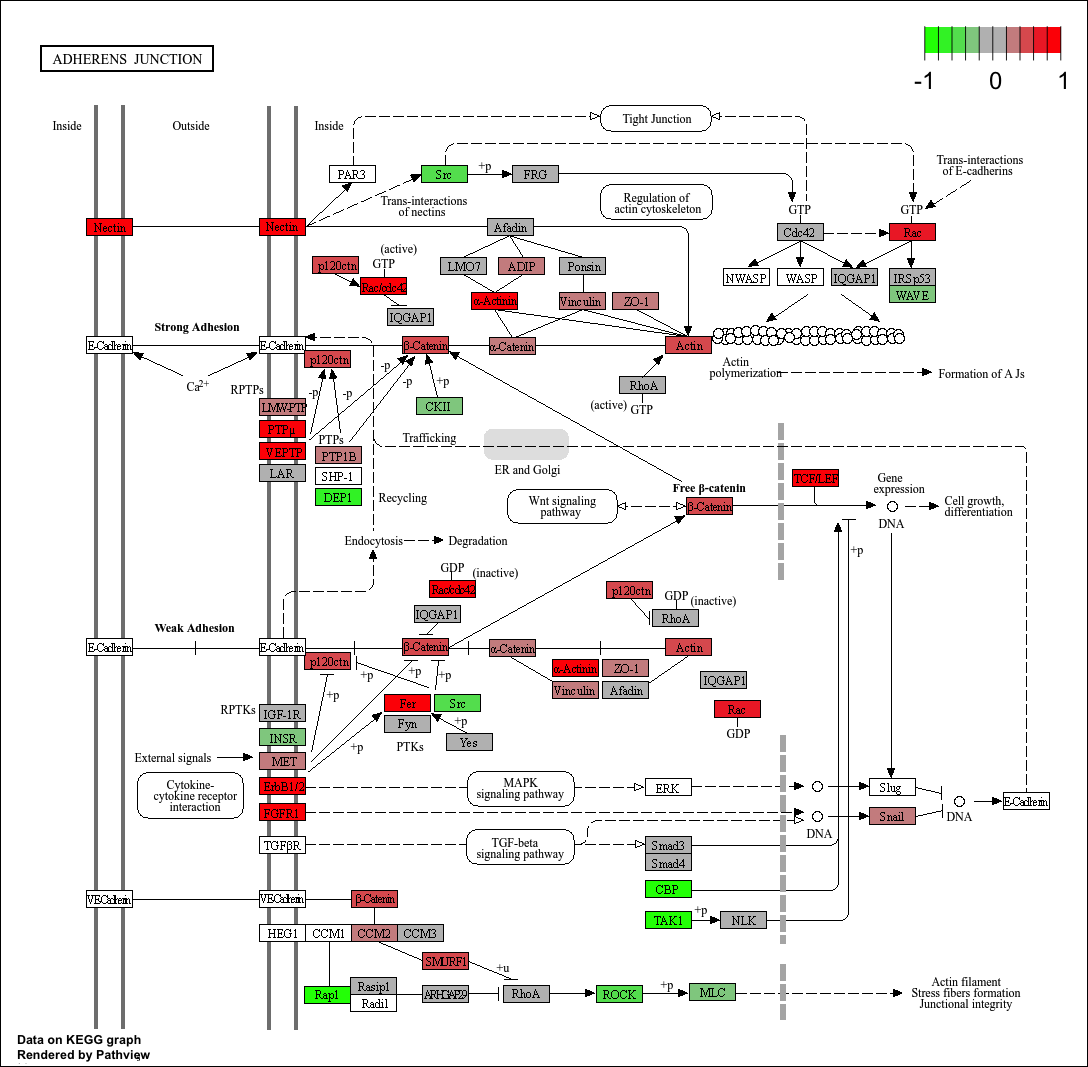 ADHERENS JUNCTION
-1 0 1
Inside
Outside
Inside
Tight Junction
PAR3
Src
+p
FRG
Trans-interactions
of E-cadherins
Trans-interactions
of nectins
Regulation of
actin cytoskeleton
GTP
GTP
Nectin
Nectin
Afadin
Cdc42
Rac
(active)
GTP
p120ctn
Rac/cdc42
IQGAP1
LMO7
ADIP
Ponsin
NWASP
WASP
IQGAP1
IRSp53
WAVE
α-Actinin
Vinculin
ZO-1
Strong Adhesion
E-Cadherin
E-Cadherin
β-Catenin
α-Catenin
Actin
p120ctn
Actin
polymerization
Formation of A Js
Ca2+
RPTPs
-p
-p
-p
-p
+p
RhoA
(active)
GTP
LMW-PTP
CKII
PTPμ
PTPs
Trafficking
VEPTP
PTP1B
LAR
SHP-1
DEP1
ER and Golgi
Recycling
Wnt signaling
pathway
Free β-catenin
β-Catenin
TCF/LEF
Gene
expression
DNA
Cell growth,
differentiation
+p
Endocytosis
Degradation
GDP
(inactive)
Rac/cdc42
IQGAP1
p120ctn
GDP
(inactive)
RhoA
Weak Adhesion
E-Cadherin
E-Cadherin
β-Catenin
α-Catenin
Actin
p120ctn
+p
+p
+p
+p
α-Actinin
ZO-1
Vinculin
Afadin
IQGAP1
Rac
GDP
RPTKs
IGF-1R
INSR
MET
Fer
Src
Fyn
+p
Yes
PTKs
+p
External signals
Cytokine-
cytokine receptor
interaction
ErbB1/2
FGFR1
TGFβR
MAPK
signaling pathway
ERK
TGF-beta
signaling pathway
Smad3
Smad4
CBP
TAK1
+p
NLK
DNA
Slug
Snail
DNA
E-Cadherin
VE-Cadherin
VE-Cadherin
β-Catenin
HEG1
CCM1
CCM2
CCM3
SMURF1
+u
Rap1
Rasip1
Radil
ARHGAP29
RhoA
ROCK
+p
MLC
Actin filament
Stress fibers formation
Junctional integrity
Data on KEGG graph
Rendered by Pathview